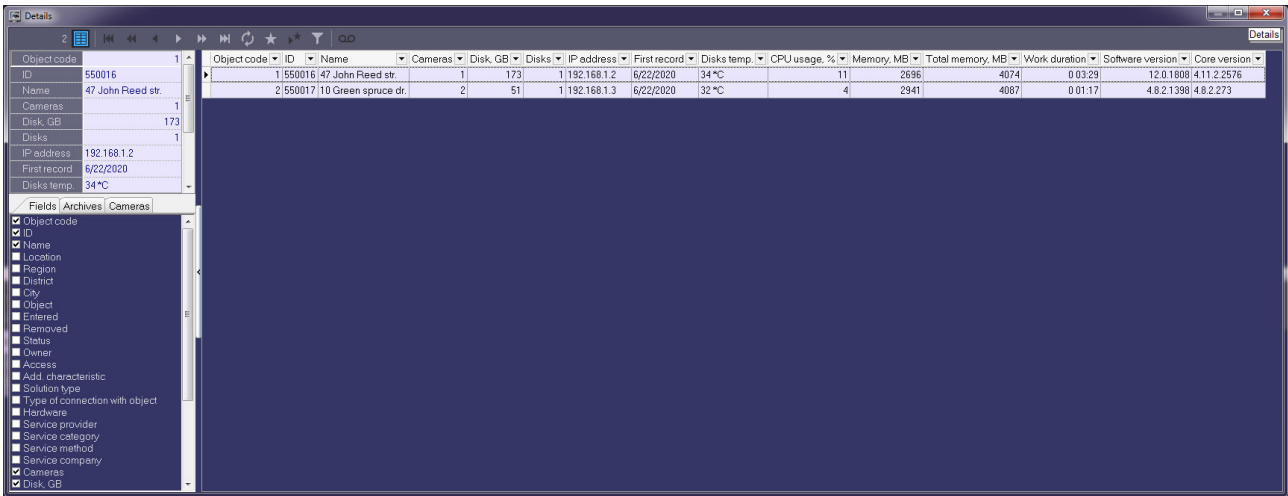 Details
2
Details
Object code 1
ID 550016
Name 47 John Reed str.
Cameras 1
Disk, GB 173
Disks 1
IP address 192.168.1.2
First record 6/22/2020
Disks temp. 34 °C
Object code ID Name Cameras Disk, GB Disks IP address First record Disks temp. CPU usage, % Memory, MB Total memory, MB Work duration Software version Core version
1 550016 47 John Reed str. 1 173 1 192.168.1.2 6/22/2020 34 °C 11 2696 4074 0 03:29 12.0.1808 4.11.2.2576
2 550017 10 Green spruce dr. 2 51 1 192.168.1.3 6/22/2020 32 °C 4 2941 4087 0 01:17 4.8.2.1398 4.8.2.273
Fields Archives Cameras
Object code
ID
Name
Location
Region
District
City
Object
Entered
Removed
Status
Owner
Access
Add. characteristic
Solution type
Type of connection with object
Hardware
Service provider
Service category
Service method
Service company
Cameras
Disk, GB